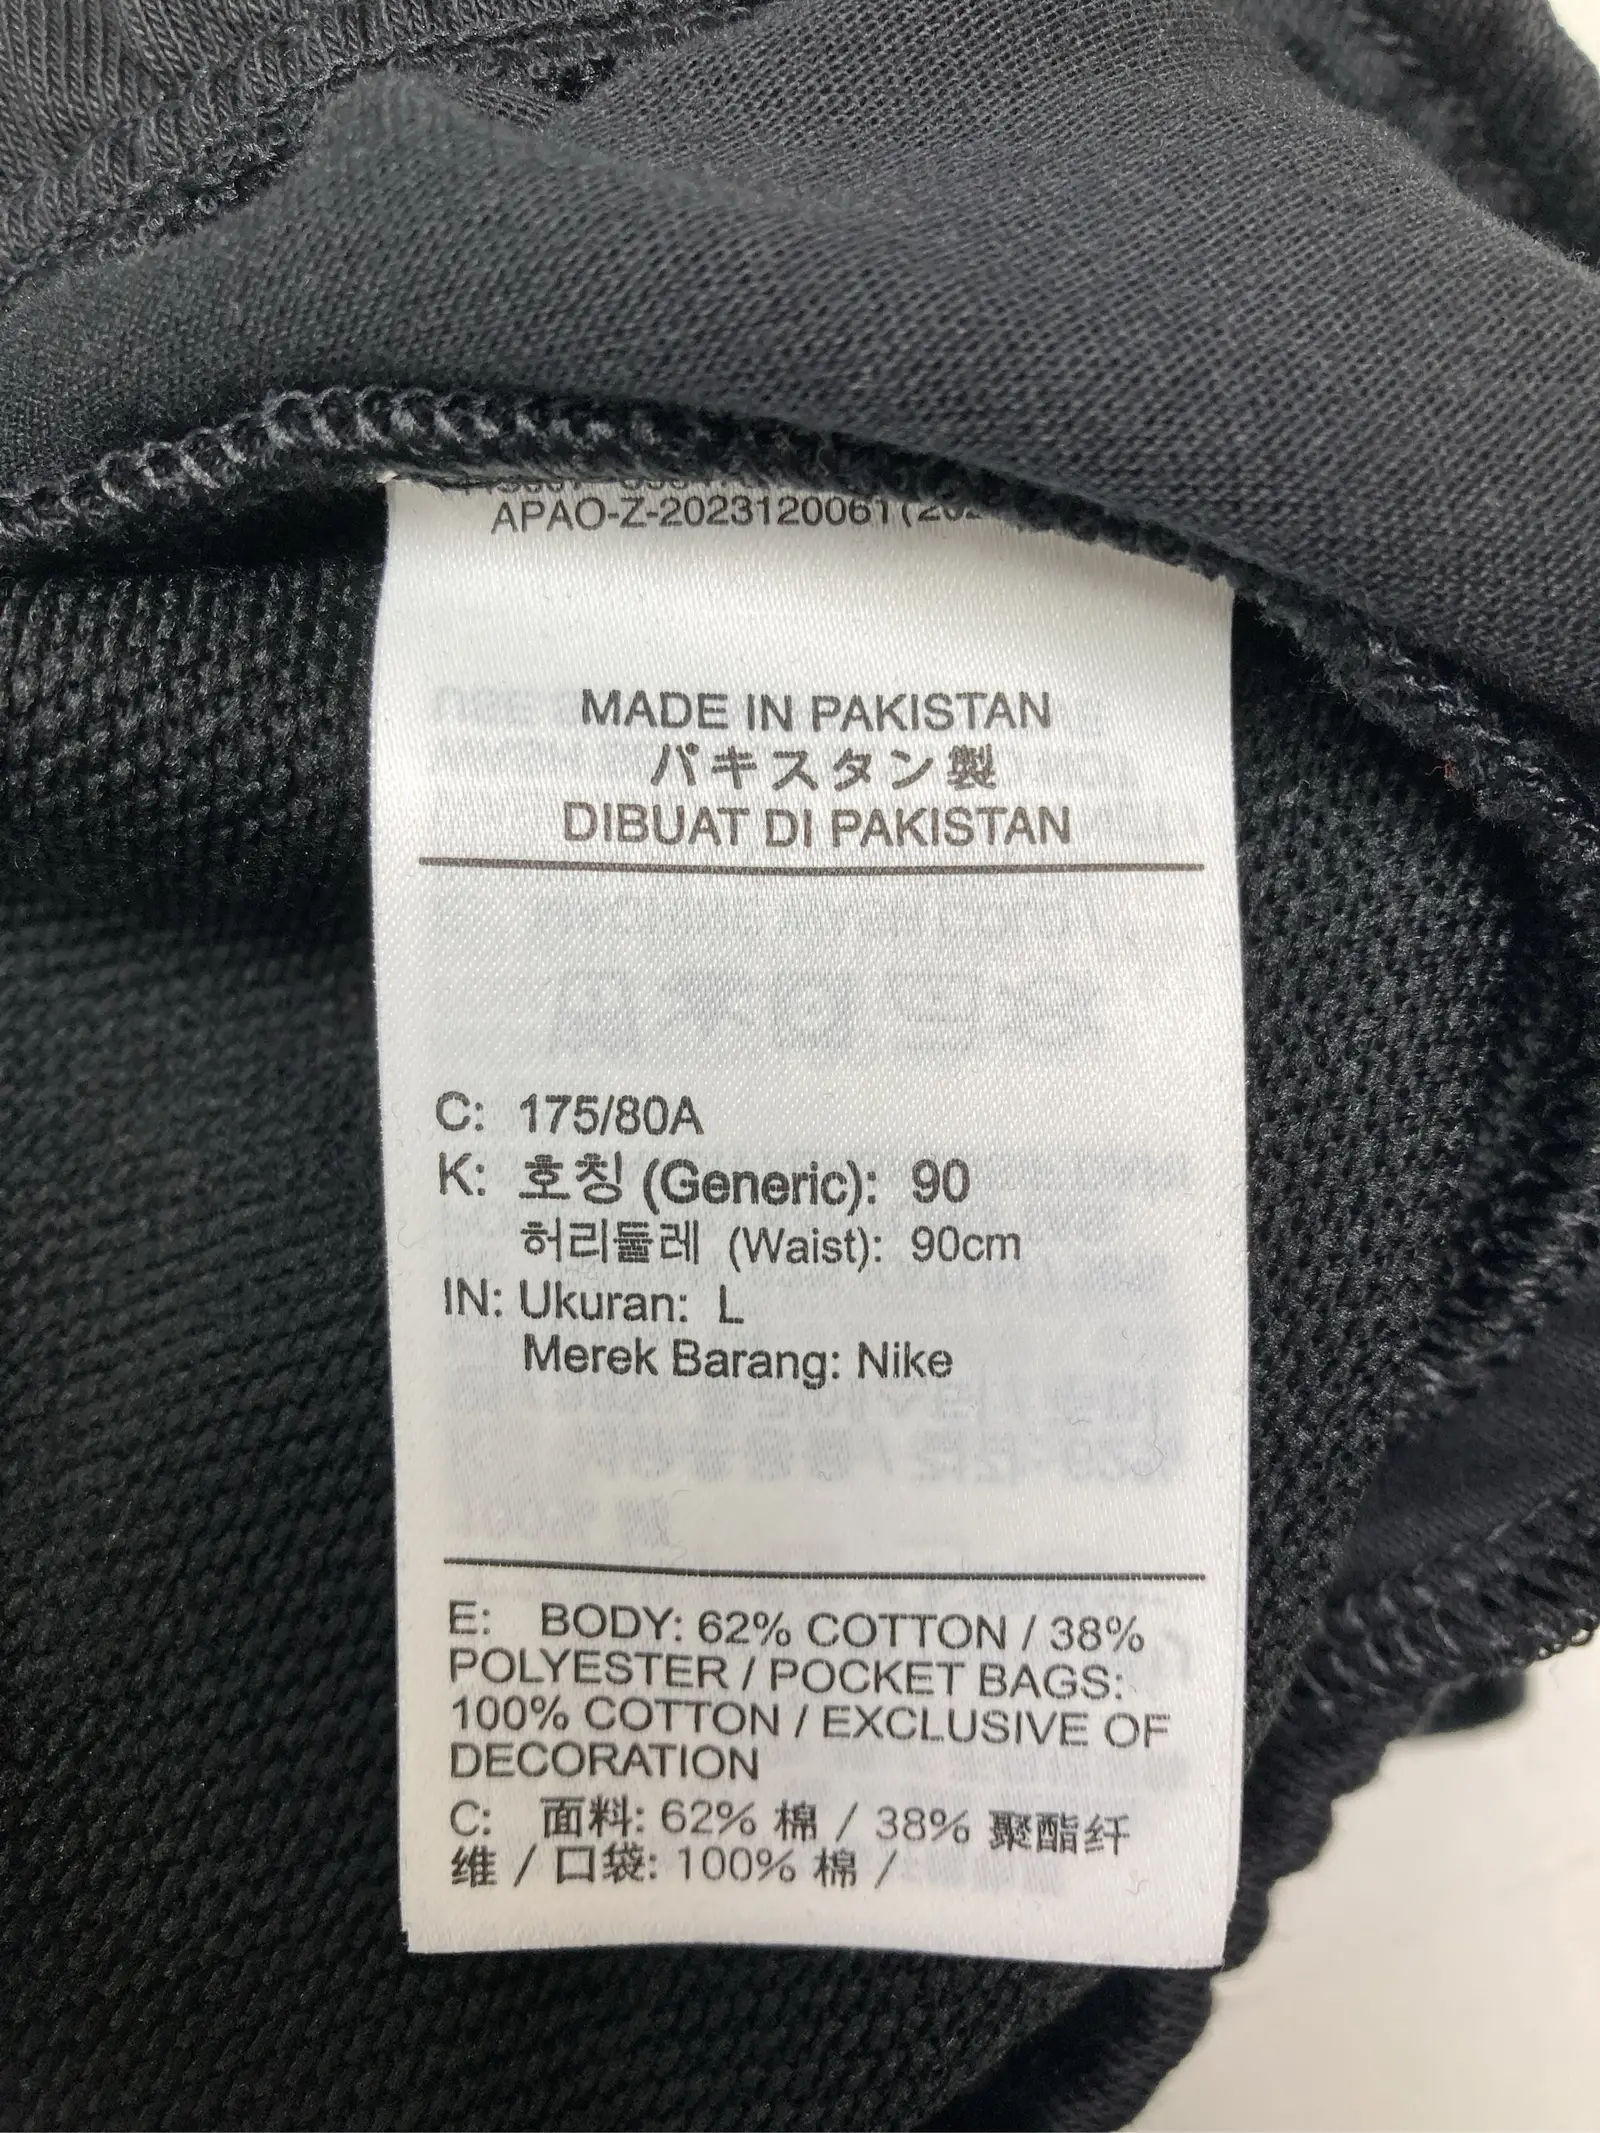 APAO-Z-2023120061(202
MADE IN PAKISTAN
パキスタン製
DIBUAT DI PAKISTAN
C: 175/80A
K: 호칭 (Generic): 90
허리둘레 (Waist): 90cm
IN: Ukuran: L
Merek Barang: Nike
E: BODY: 62% COTTON / 38%
POLYESTER / POCKET BAGS:
100% COTTON / EXCLUSIVE OF
DECORATION
C: 面料: 62% 棉 / 38% 聚酯纤
维 / 口袋: 100% 棉 /